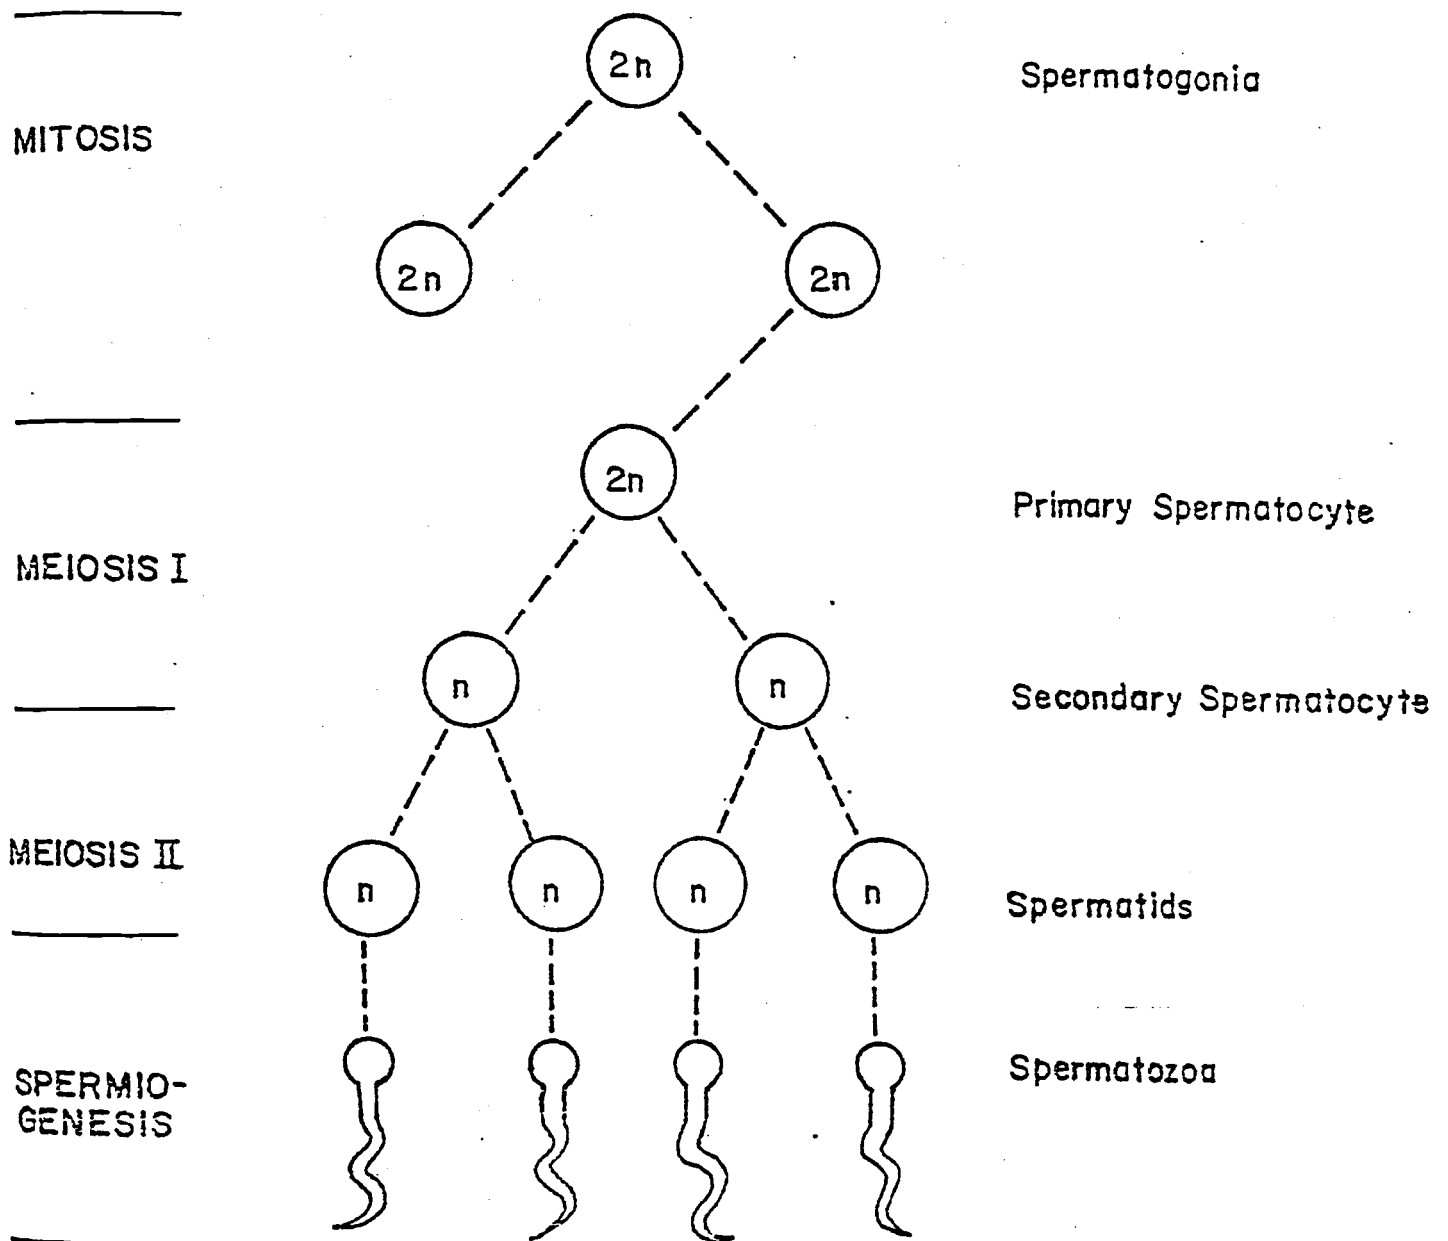 2n
Spermatogonia
MITOSIS
2n
2n
2n
Primary Spermatocyte
MEIOSIS I
n
n
Secondary Spermatocyte
MEIOSIS II
n
n
n
n
Spermatids
SPERMIO-
GENESIS
Spermatozoa